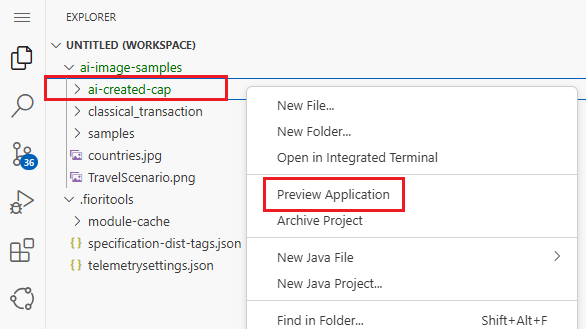 EXPLORER
UNTITLED (WORKSPACE)
ai-image-samples
ai-created-cap
classical_transaction
samples
countries.jpg
TravelScenario.png
.fioritools
module-cache
specification-dist-tags.json
telemetrysettings.json
36
New File...
New Folder...
Open in Integrated Terminal
Preview Application
Archive Project
New Java File
New Java Project...
Find in Folder... Shift+Alt+F